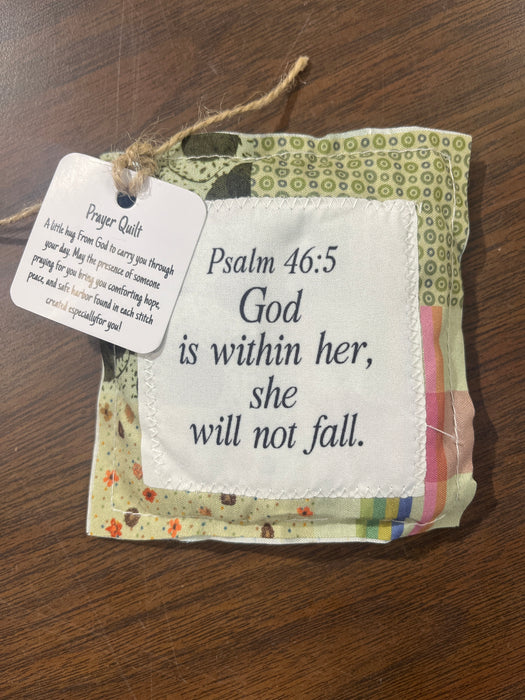 Prayer Quilt
A little hug From God to carry you through
your day. May the presence of someone
praying for you bring you comforting hope,
peace, and safe harbor found in each stitch
created especiallyfor you!
Psalm 46:5
God
is within her,
she
will not fall.